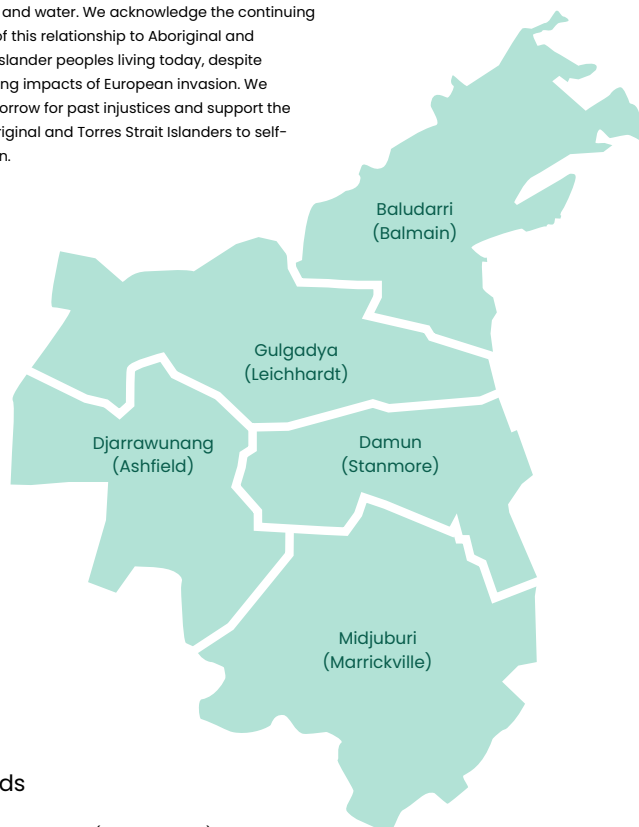 and water. We acknowledge the continuing
of this relationship to Aboriginal and
slander peoples living today, despite
ng impacts of European invasion. We
orrow for past injustices and support the
riginal and Torres Strait Islanders to self-
n.
Baludarri
(Balmain)
Gulgadya
(Leichhardt)
Djarrawunang
(Ashfield)
Damun
(Stanmore)
Midjuburi
(Marrickville)
ds